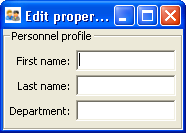 Edit proper...
Personnel profile
First name:
Last name:
Department: